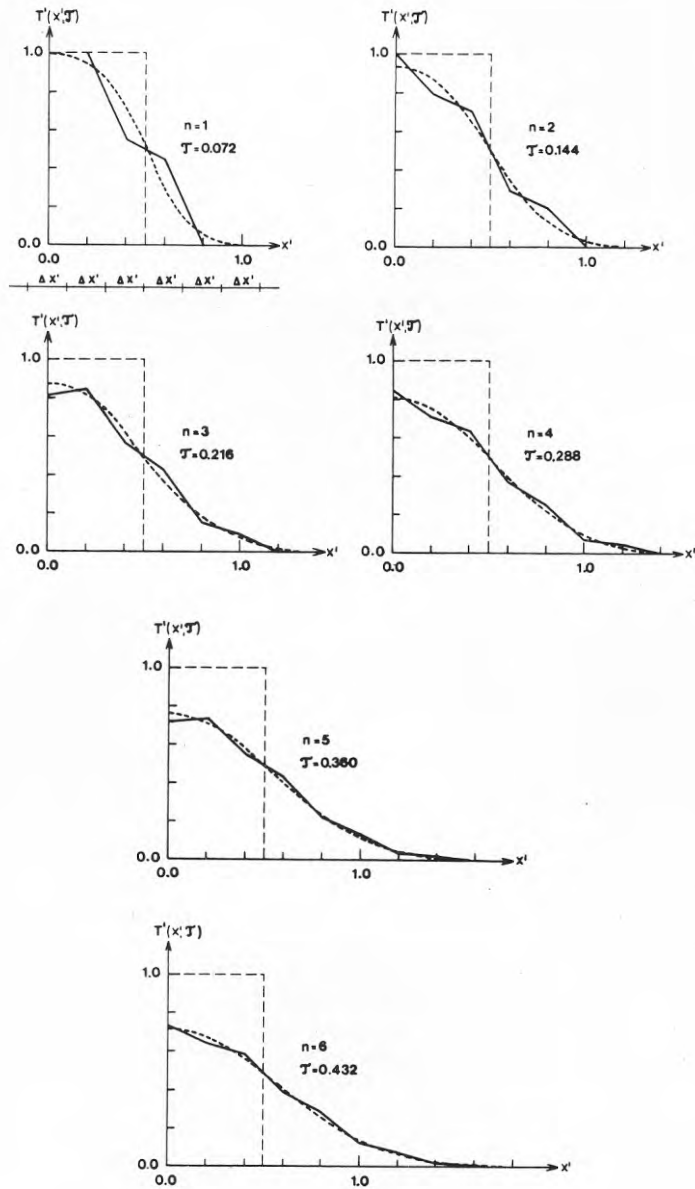 T'(x',𝒯)
1.0
n=1
𝒯=0.072
0.0
0.0
1.0
x'
Δx' Δx' Δx' Δx' Δx' Δx'
T'(x',𝒯)
1.0
n=2
𝒯=0.144
0.0
0.0
1.0
x'
T'(x',𝒯)
1.0
n=3
𝒯=0.216
0.0
0.0
1.0
x'
T'(x',𝒯)
1.0
n=4
𝒯=0.288
0.0
0.0
1.0
x'
T'(x',𝒯)
1.0
n=5
𝒯=0.360
0.0
0.0
1.0
x'
T'(x',𝒯)
1.0
n=6
𝒯=0.432
0.0
0.0
1.0
x'